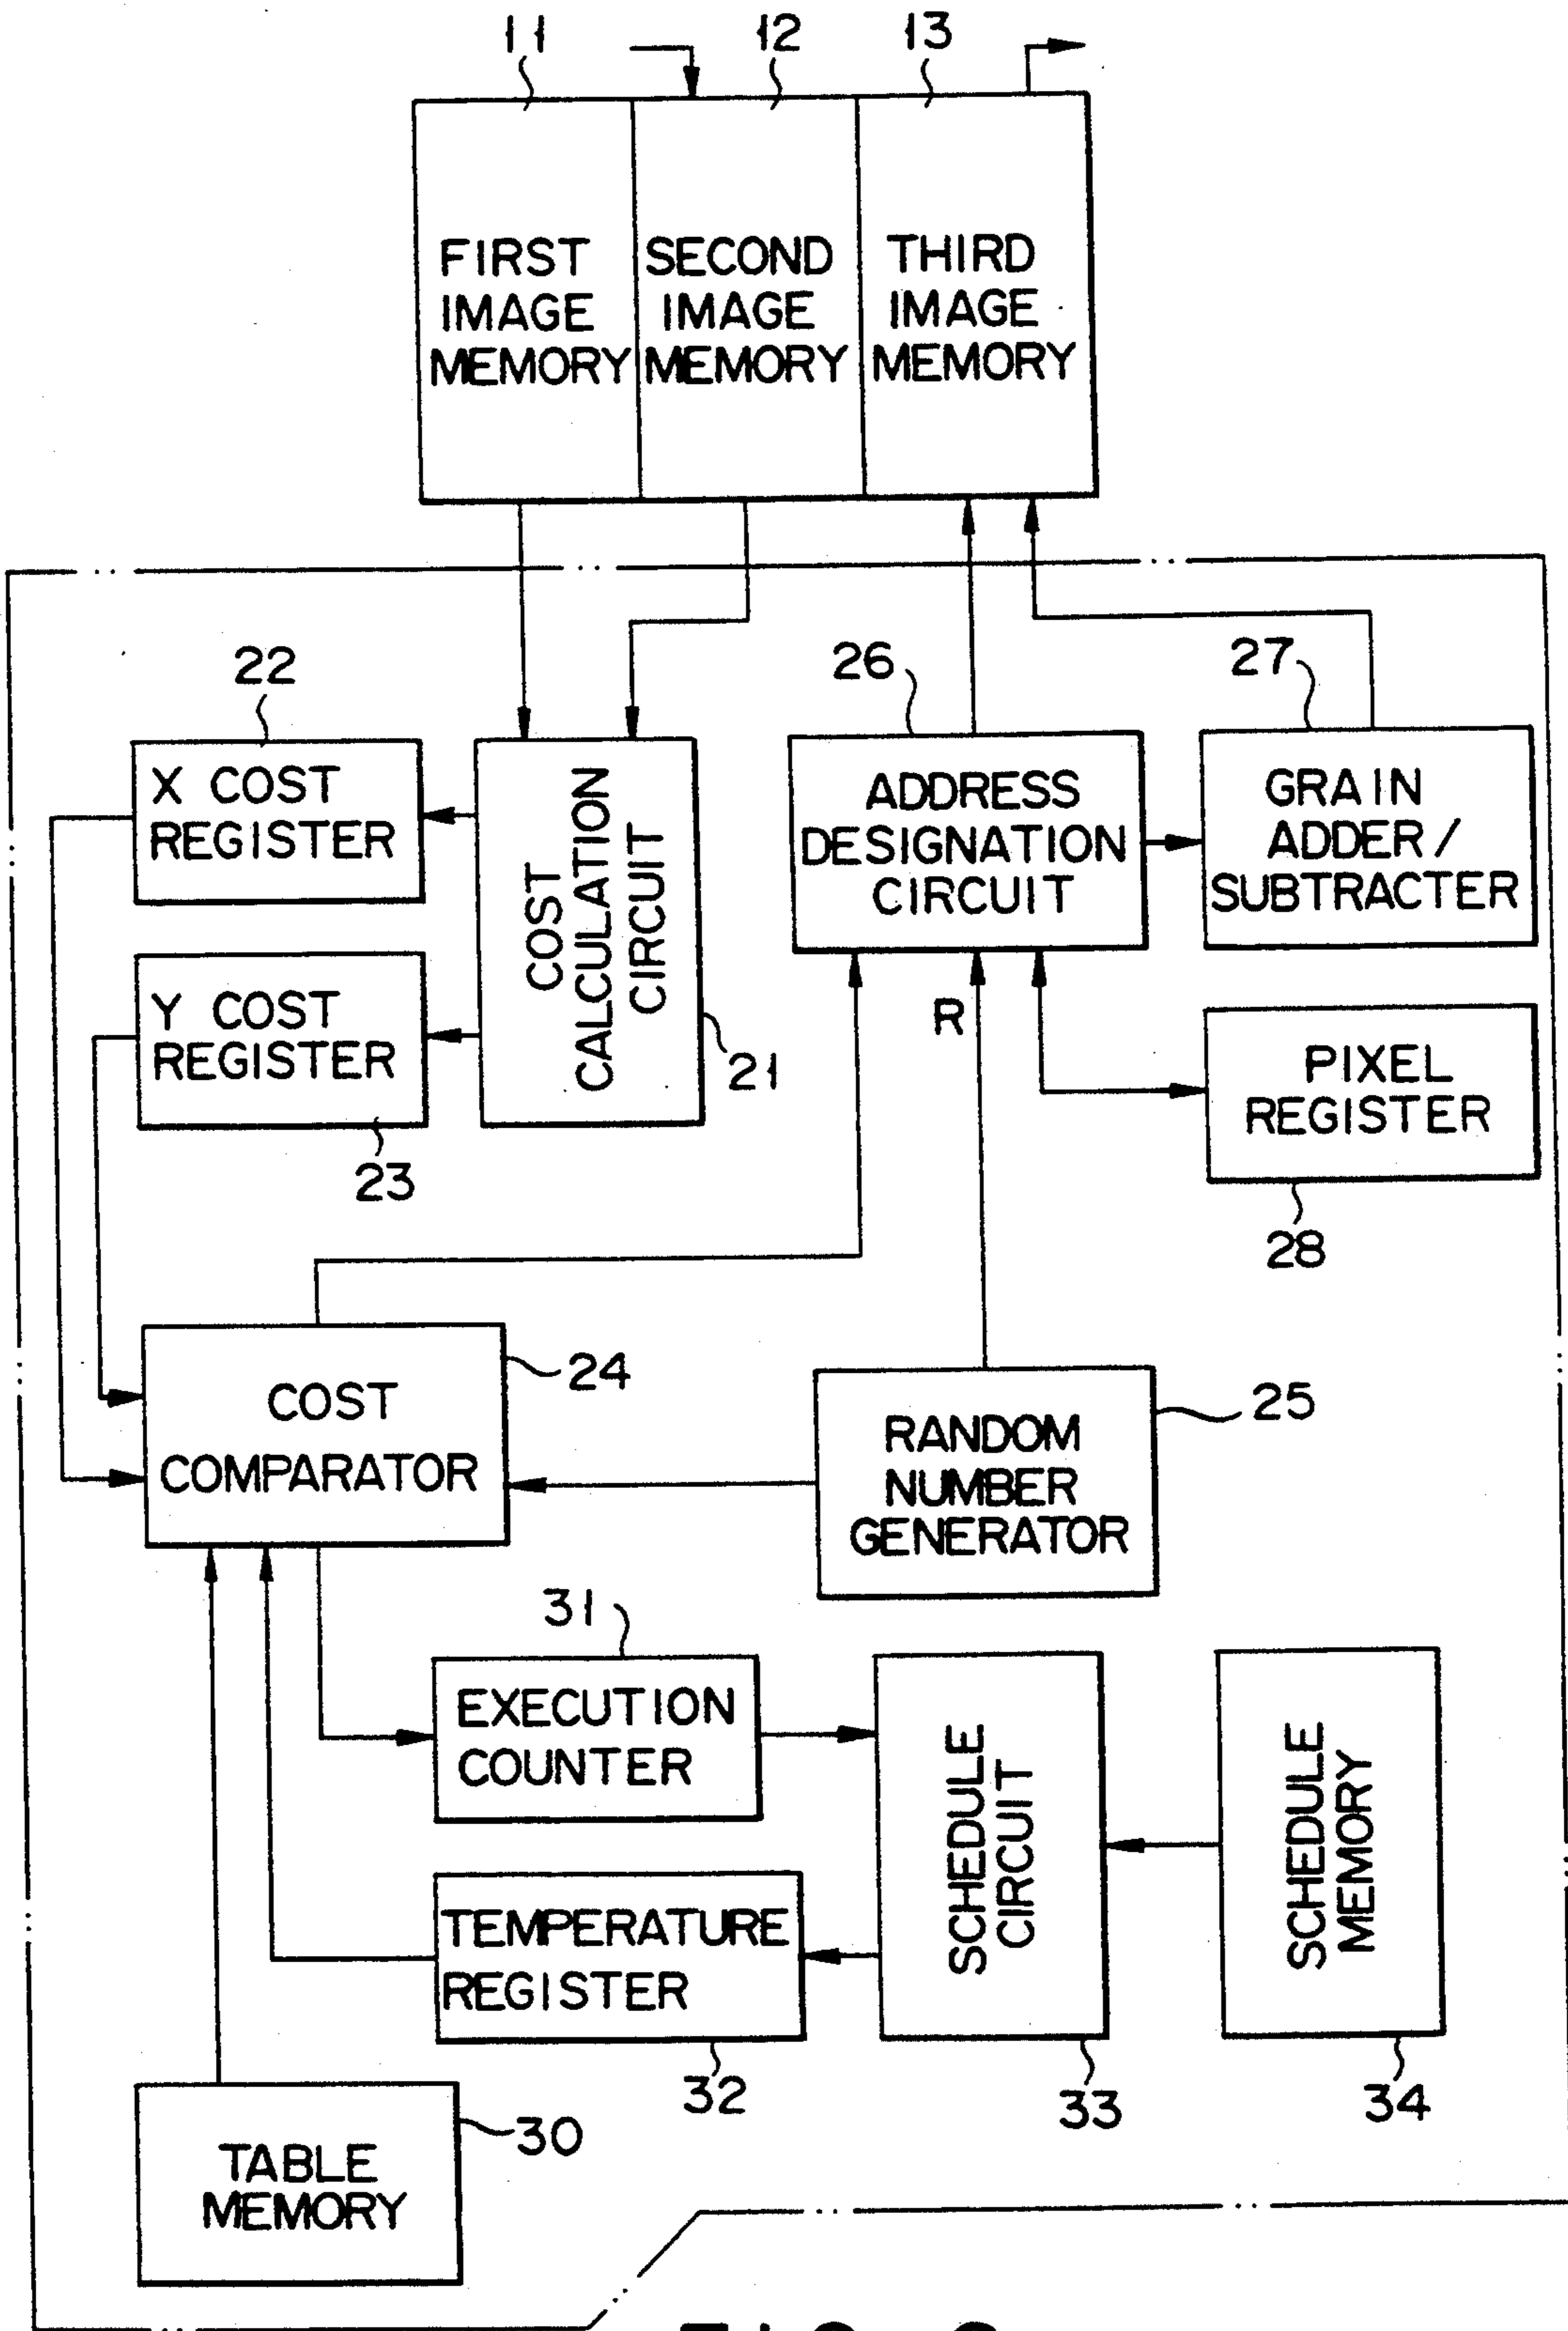 11
12
13
FIRST
IMAGE
MEMORY
SECOND
IMAGE
MEMORY
THIRD
IMAGE
MEMORY
22
26
27
X COST
REGISTER
COST
CALCULATION
CIRCUIT
ADDRESS
DESIGNATION
CIRCUIT
GRAIN
ADDER/
SUBTRACTER
Y COST
REGISTER
R
21
PIXEL
REGISTER
23
28
COST
COMPARATOR
24
RANDOM
NUMBER
GENERATOR
25
31
EXECUTION
COUNTER
SCHEDULE
CIRCUIT
SCHEDULE
MEMORY
TEMPERATURE
REGISTER
32
33
34
TABLE
MEMORY
30